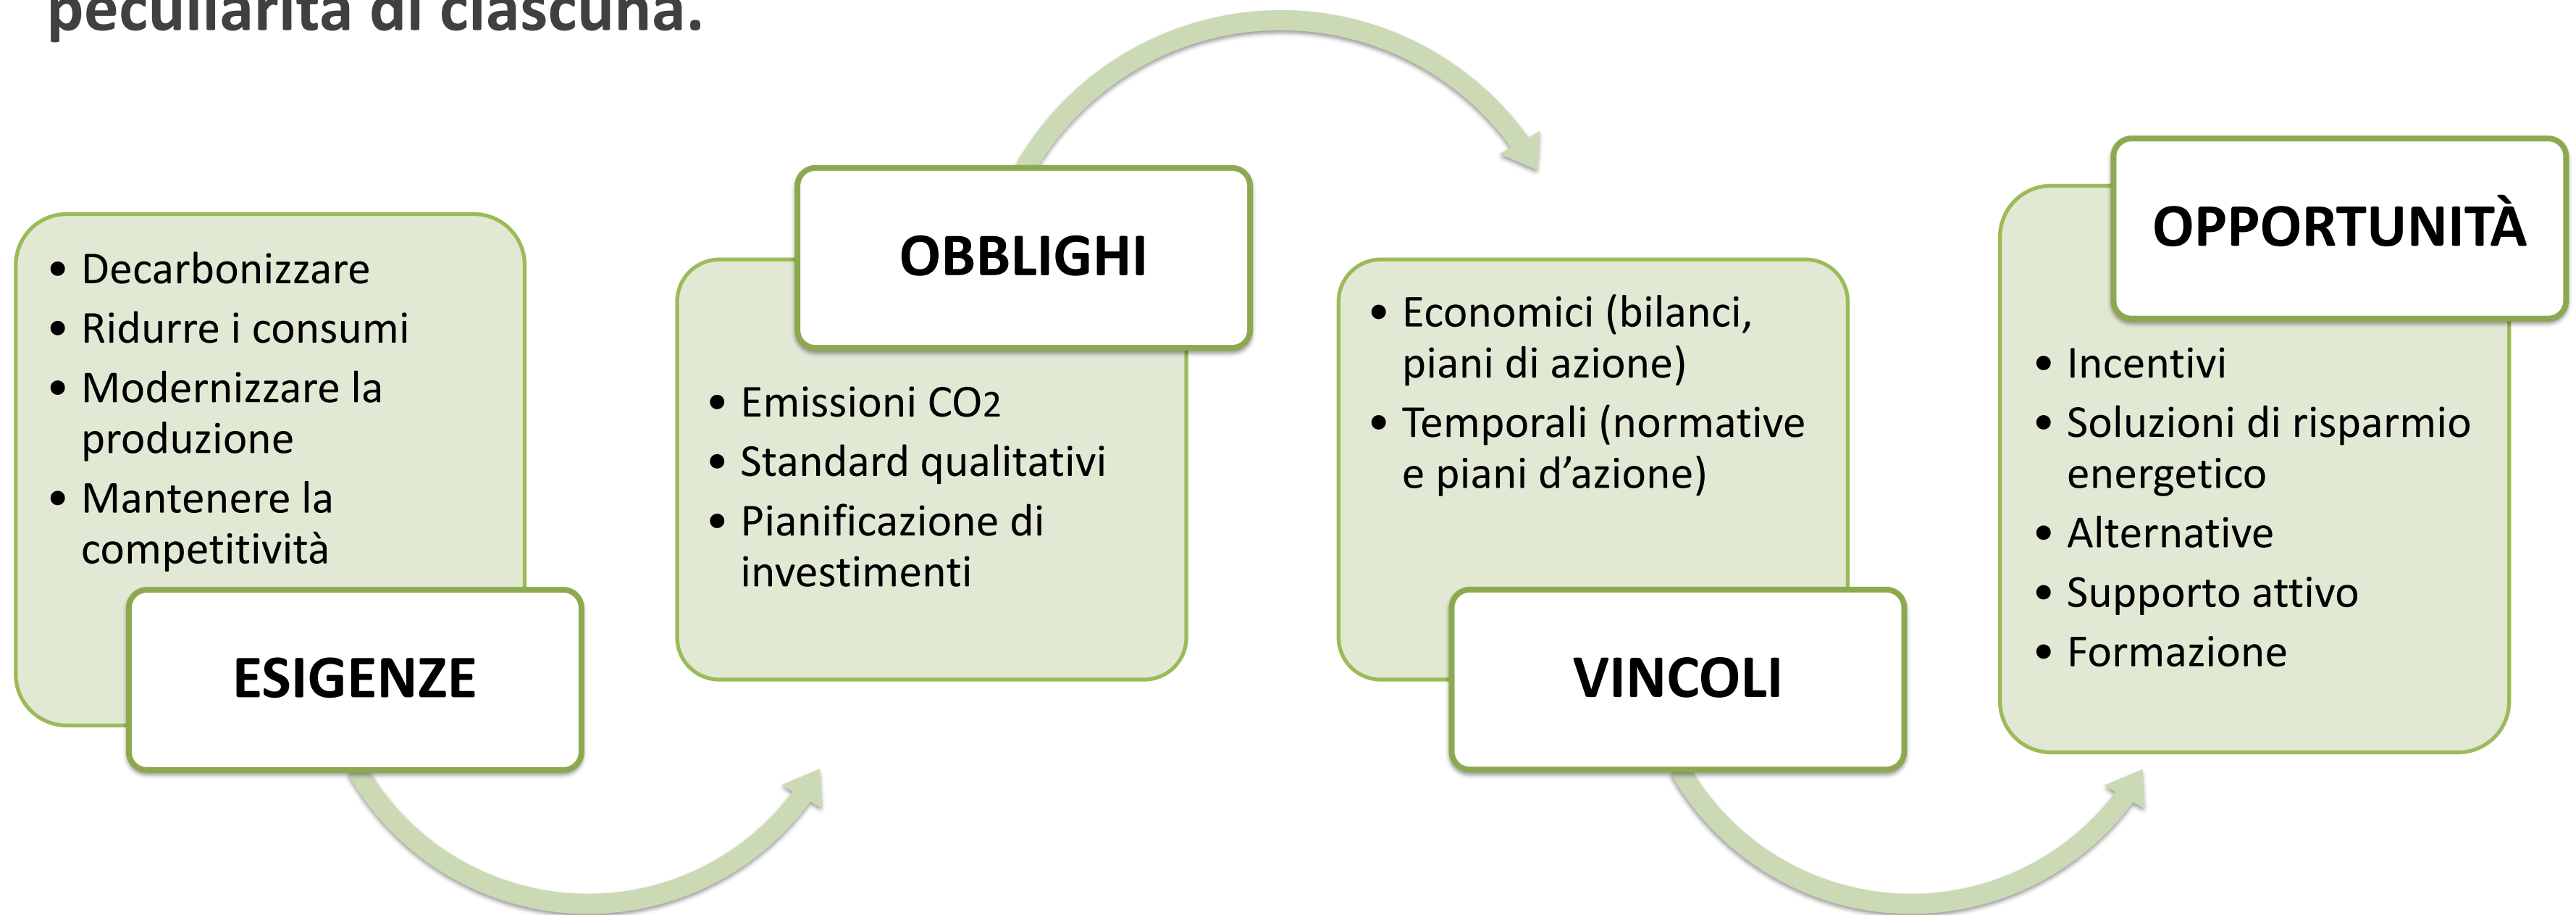 peculiarità di ciascuna.
• Decarbonizzare
• Ridurre i consumi
• Modernizzare la
produzione
• Mantenere la
competitività
ESIGENZE
OBBLIGHI
• Emissioni CO2
• Standard qualitativi
• Pianificazione di
investimenti
• Economici (bilanci,
piani di azione)
• Temporali (normative
e piani d’azione)
VINCOLI
OPPORTUNITÀ
• Incentivi
• Soluzioni di risparmio
energetico
• Alternative
• Supporto attivo
• Formazione